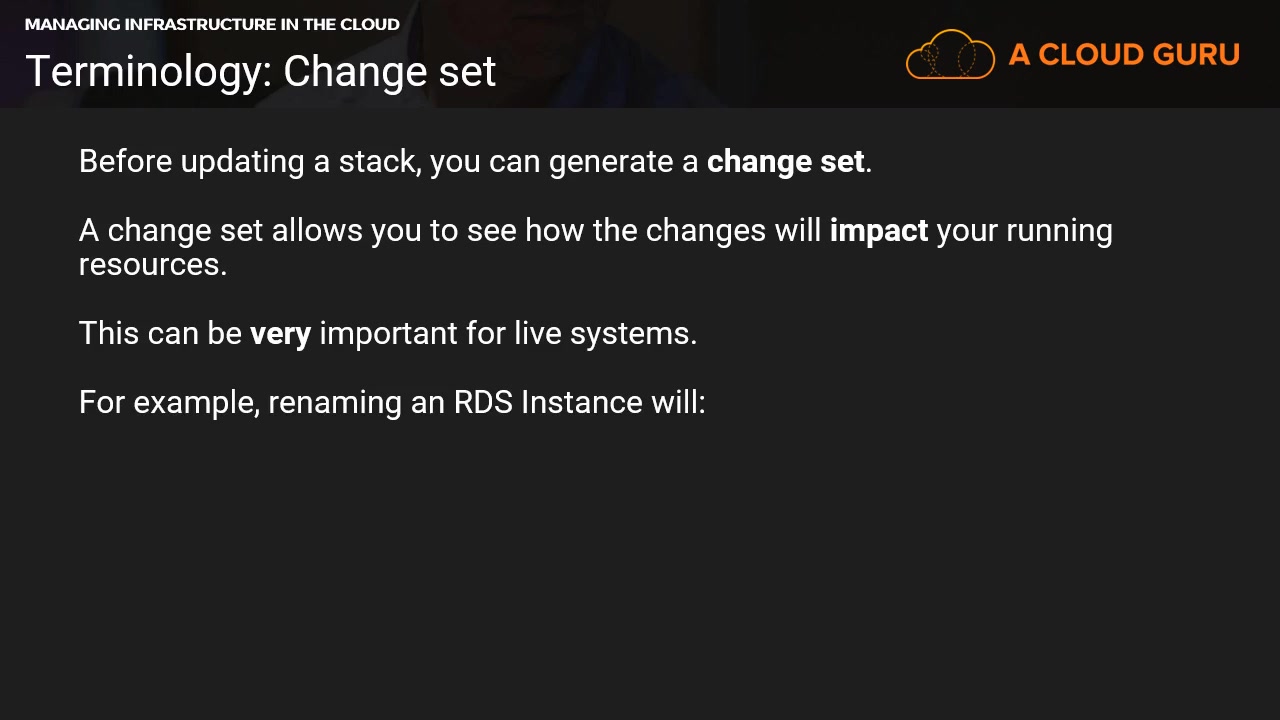 MANAGING INFRASTRUCTURE IN THE CLOUD
Terminology: Change set
A CLOUD GURU
Before updating a stack, you can generate a change set.
A change set allows you to see how the changes will impact your running
resources.
This can be very important for live systems.
For example, renaming an RDS Instance will: